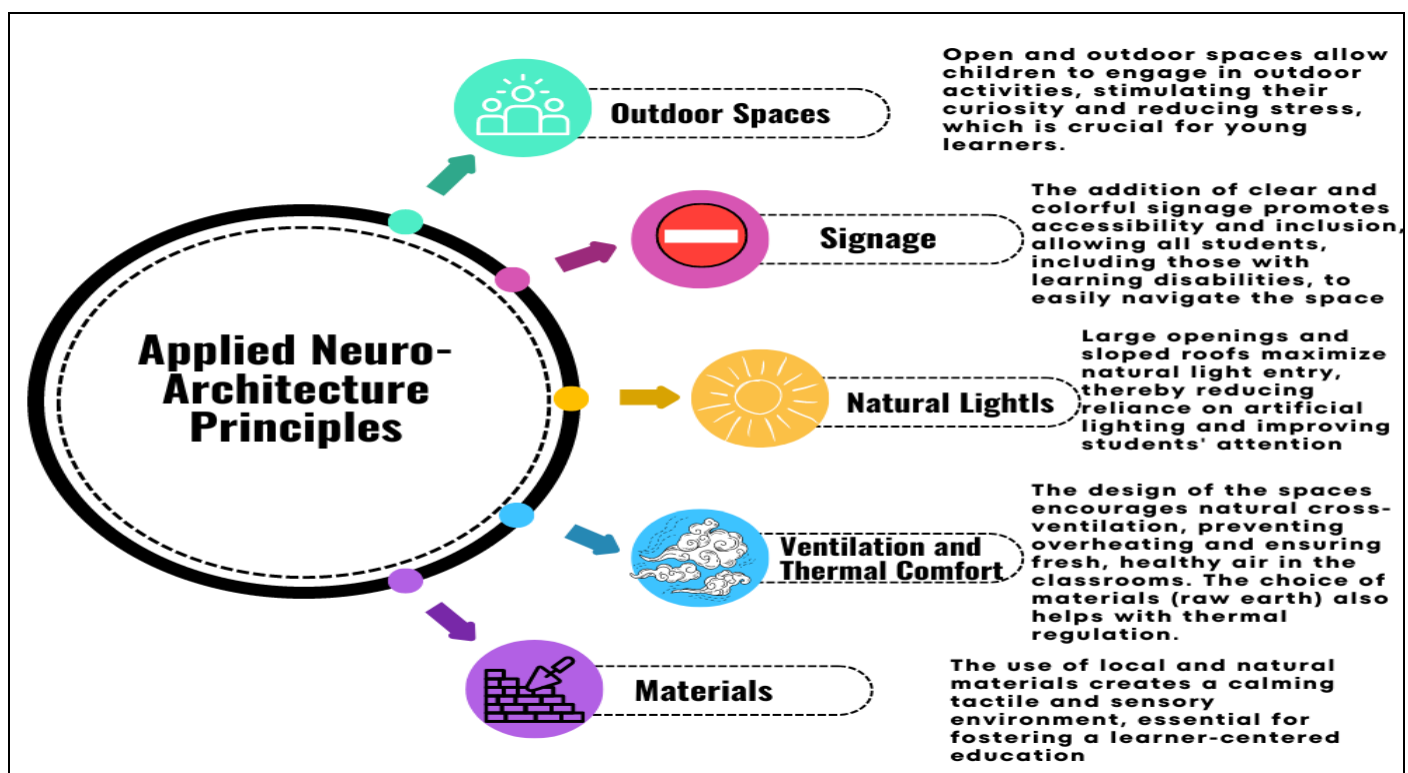 Applied Neuro-
Architecture
Principles
Outdoor Spaces
Open and outdoor spaces allow
children to engage in outdoor
activities, stimulating their
curiosity and reducing stress,
which is crucial for young
learners.
Signage
The addition of clear and
colorful signage promotes
accessibility and inclusion,
allowing all students,
including those with
learning disabilities, to
easily navigate the space
Natural Lightls
Large openings and
sloped roofs maximize
natural light entry,
thereby reducing
reliance on artificial
lighting and improving
students' attention
Ventilation and
Thermal Comfort
The design of the spaces
encourages natural cross-
ventilation, preventing
overheating and ensuring
fresh, healthy air in the
classrooms. The choice of
materials (raw earth) also
helps with thermal
regulation.
Materials
The use of local and natural
materials creates a calming
tactile and sensory
environment, essential for
fostering a learner-centered
education